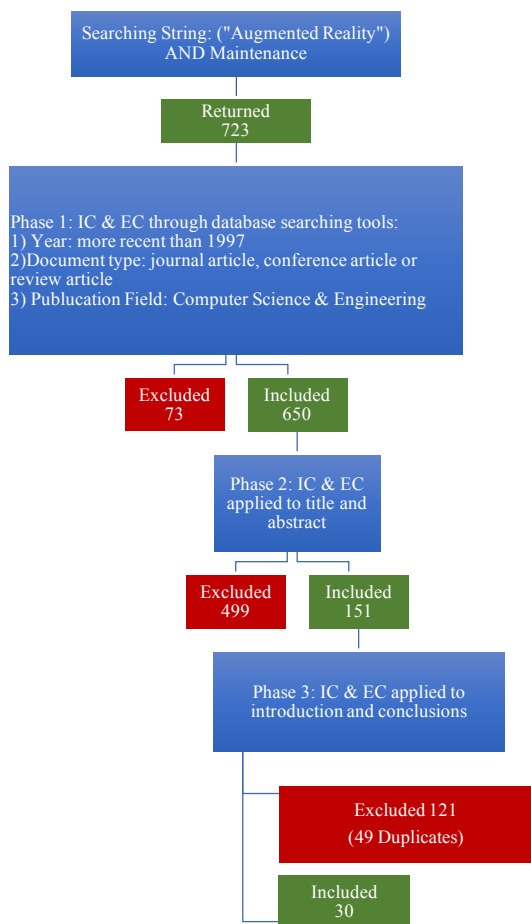 Searching String: ("Augmented Reality")
AND Maintenance
Returned
723
Phase 1: IC & EC through database searching tools:
1) Year: more recent than 1997
2)Document type: journal article, conference article or
review article
3) Publucation Field: Computer Science & Engineering
Excluded
73
Included
650
Phase 2: IC & EC
applied to title and
abstract
Excluded
499
Included
151
Phase 3: IC & EC applied to
introduction and conclusions
Excluded 121
(49 Duplicates)
Included
30